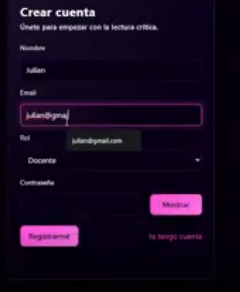 Crear cuenta
Únete para empezar con la lectura crítica.
Nombre
Julian
Email
julian@gmaj
Rol
julian@gmail.com
Docente
Contraseña
Mostrar
Registrarme
Ya tengo cuenta